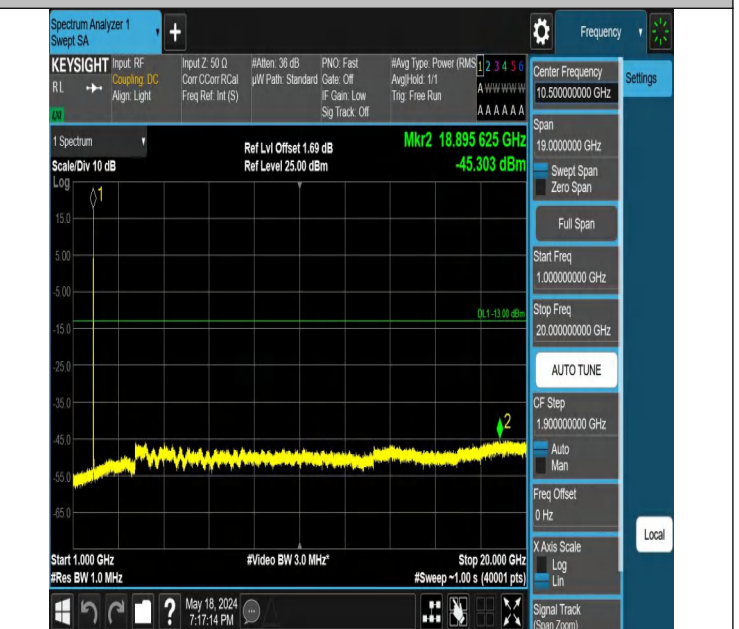 Spectrum Analyzer 1
Swept SA
+
Frequency
KEYSIGHT
RL
Input: RF
Coupling: DC
Align: Light
Input Z: 50 Ω
Corr CCorr RCal
Freq Ref: Int (S)
#Atten: 36 dB
µW Path: Standard
PNO: Fast
Gate: Off
IF Gain: Low
Sig Track: Off
#Avg Type: Power (RMS
Avg|Hold: 1/1
Trig: Free Run
1 2 3 4 5 6
A W W W W W
A A A A A A
1 Spectrum
Scale/Div 10 dB
Log
Ref Lvl Offset 1.69 dB
Ref Level 25.00 dBm
Mkr2 18.895 625 GHz
-45.303 dBm
1
15.0
5.00
-5.00
-15.0
-25.0
-35.0
-45.0
-55.0
-65.0
DL1 -13.00 dBm
2
Start 1.000 GHz
#Res BW 1.0 MHz
#Video BW 3.0 MHz*
Stop 20.000 GHz
#Sweep ~1.00 s (40001 pts)
Center Frequency
10.500000000 GHz
Span
19.0000000 GHz
Swept Span
Zero Span
Full Span
Start Freq
1.000000000 GHz
Stop Freq
20.000000000 GHz
AUTO TUNE
CF Step
1.900000000 GHz
Auto
Man
Freq Offset
0 Hz
X Axis Scale
Log
Lin
Signal Track
(Span Zoom)
Settings
Local
?
May 18, 2024
7:17:14 PM